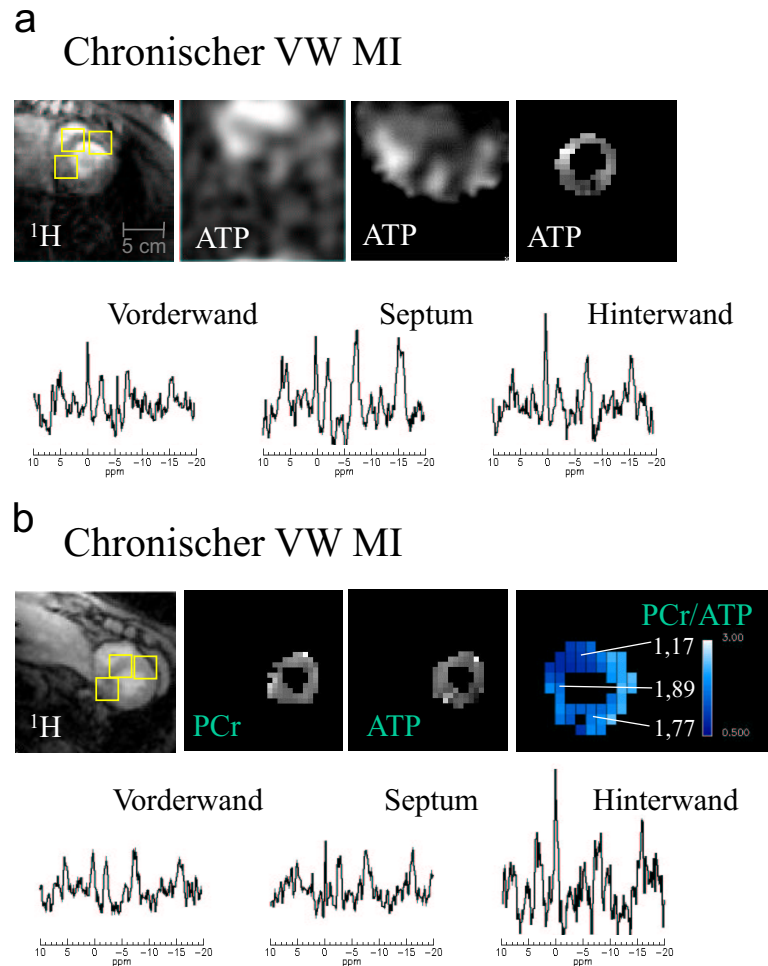 a
Chronischer VW MI
¹H
5 cm
ATP
ATP
ATP
Vorderwand
Septum
Hinterwand
10 5 0 −5 −10 −15 −20
ppm
10 5 0 −5 −10 −15 −20
ppm
10 5 0 −5 −10 −15 −20
ppm
b
Chronischer VW MI
¹H
PCr
ATP
PCr/ATP
1,17
1,89
1,77
3.00
0.500
Vorderwand
Septum
Hinterwand
10 5 0 −5 −10 −15 −20
ppm
10 5 0 −5 −10 −15 −20
ppm
10 5 0 −5 −10 −15 −20
ppm